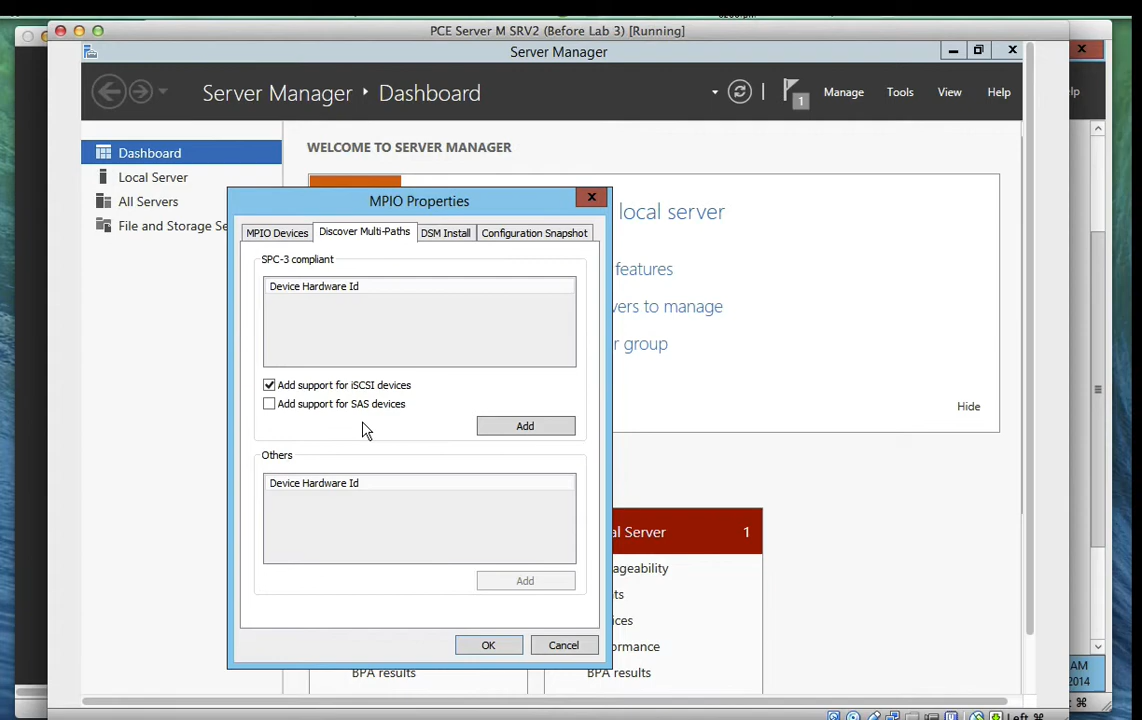 PCE Server M SRV2 (Before Lab 3) [Running]
Server Manager
Server Manager
Dashboard
1
Manage
Tools
View
Help
lp
Dashboard
Local Server
All Servers
File and Storage Se
WELCOME TO SERVER MANAGER
local server
features
vers to manage
r group
Hide
MPIO Properties
MPIO Devices
Discover Multi-Paths
DSM Install
Configuration Snapshot
SPC-3 compliant
Device Hardware Id
Add support for iSCSI devices
Add support for SAS devices
Add
Others
Device Hardware Id
Add
OK
Cancel
al Server
1
ageability
ts
ices
ormance
BPA results
BPA results
AM
2014
Left ⌘